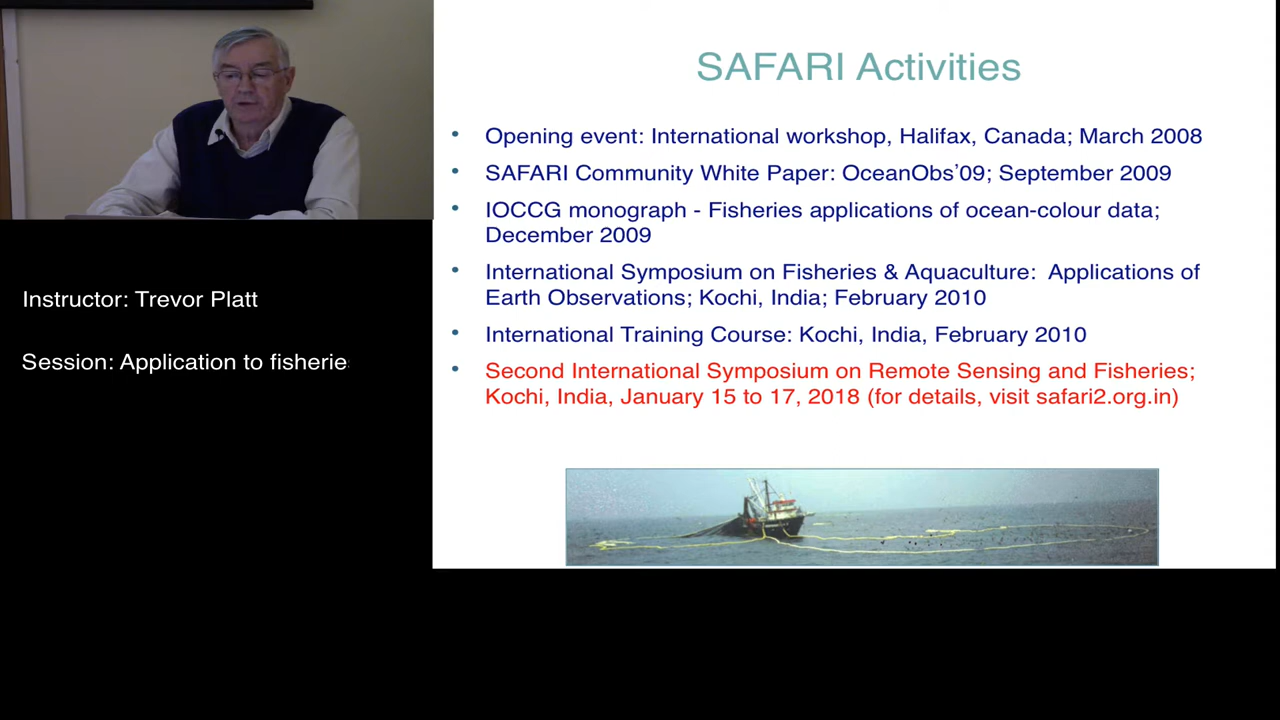 SAFARI Activities
• Opening event: International workshop, Halifax, Canada; March 2008
• SAFARI Community White Paper: OceanObs’09; September 2009
• IOCCG monograph - Fisheries applications of ocean-colour data;
December 2009
• International Symposium on Fisheries & Aquaculture: Applications of
Earth Observations; Kochi, India; February 2010
• International Training Course: Kochi, India, February 2010
• Second International Symposium on Remote Sensing and Fisheries;
Kochi, India, January 15 to 17, 2018 (for details, visit safari2.org.in)
Instructor: Trevor Platt
Session: Application to fisherie